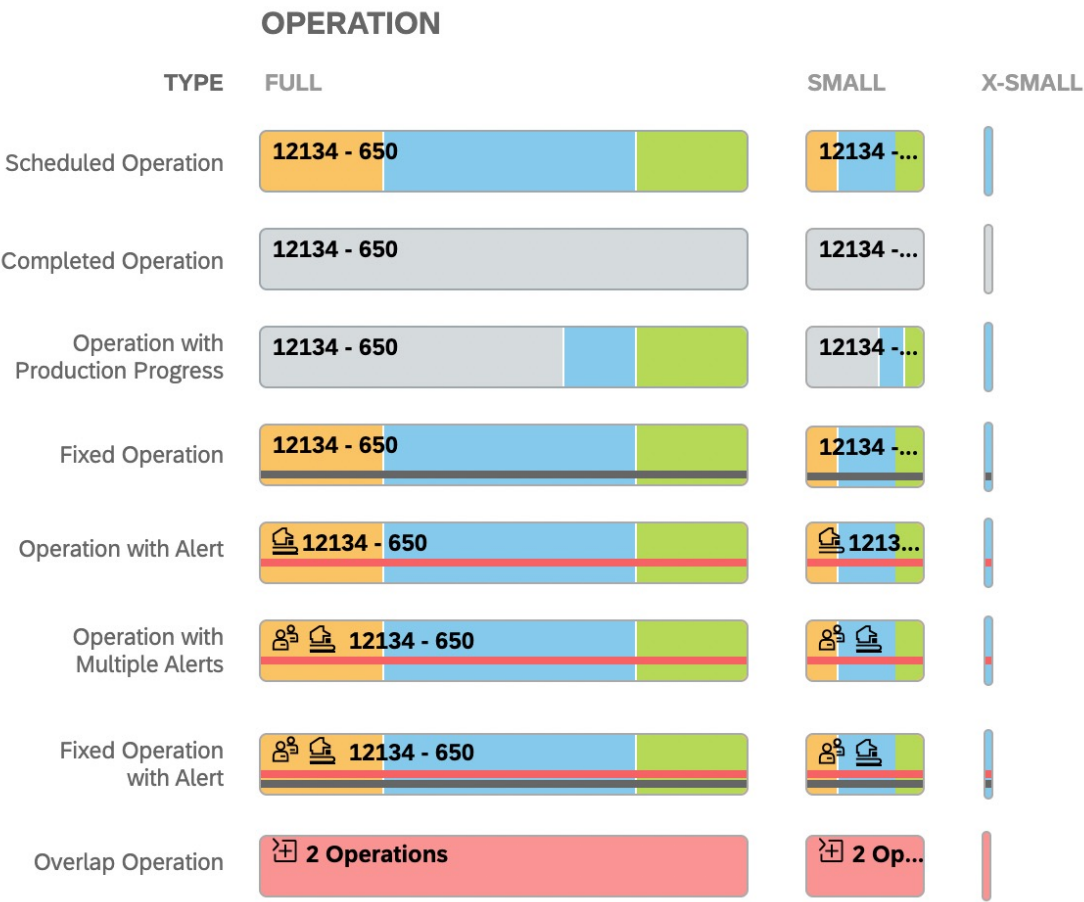 OPERATION
TYPE FULL SMALL X-SMALL
Scheduled Operation 12134 - 650 12134 -...
Completed Operation 12134 - 650 12134 -...
Operation with
Production Progress 12134 - 650 12134 -...
Fixed Operation 12134 - 650 12134 -...
Operation with Alert 12134 - 650 1213...
Operation with
Multiple Alerts 12134 - 650
Fixed Operation
with Alert 12134 - 650
Overlap Operation 2 Operations 2 Op...